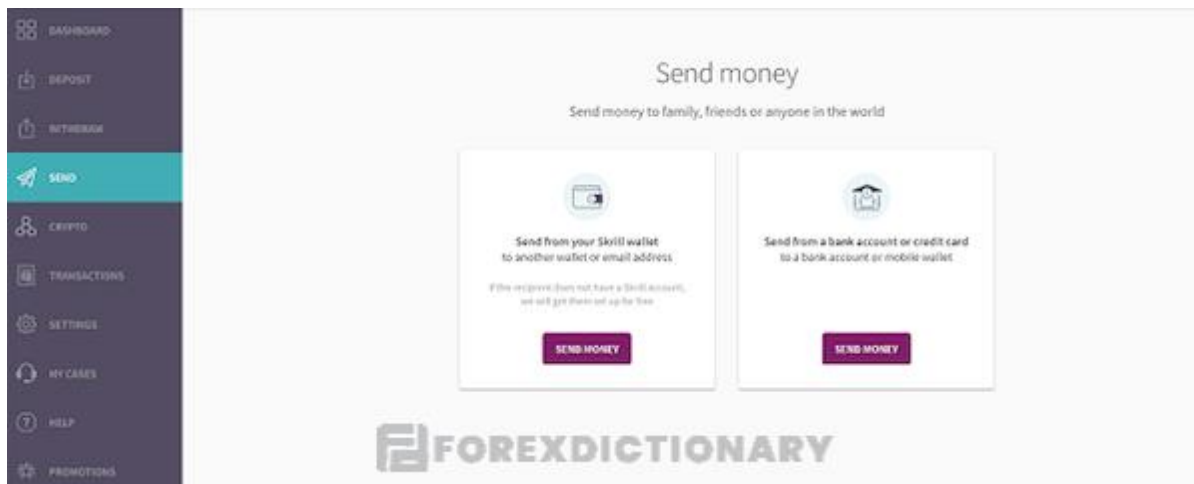 DASHBOARD
DEPOSIT
WITHDRAW
SEND
CRYPTO
TRANSACTIONS
SETTINGS
MY CASES
HELP
PROMOTIONS
Send money
Send money to family, friends or anyone in the world
Send from your Skrill wallet
to another wallet or email address
If the recipient does not have a Skrill account,
we will get them set up for free
SEND MONEY
Send from a bank account or credit card
to a bank account or mobile wallet
SEND MONEY
FOREXDICTIONARY